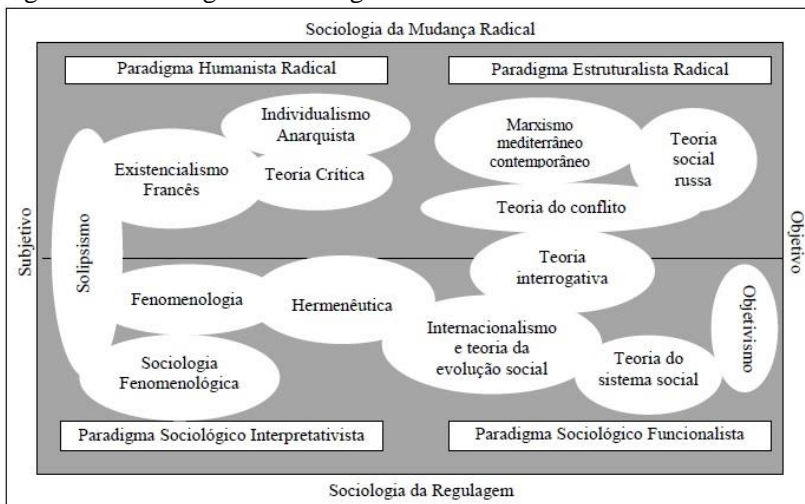 Sociologia da Mudança Radical
Paradigma Humanista Radical
Paradigma Estruturalista Radical
Individualismo
Anarquista
Existencialismo
Francês
Teoria Crítica
Marxismo
mediterrâneo
contemporâneo
Teoria
social
russa
Teoria do conflito
Subjetivo
Solipsismo
Objetivo
Teoria
interrogativa
Fenomenologia
Hermenêutica
Objetivismo
Internacionalismo
e teoria da
evolução social
Sociologia
Fenomenológica
Teoria do
sistema social
Paradigma Sociológico Interpretativista
Paradigma Sociológico Funcionalista
Sociologia da Regulagem